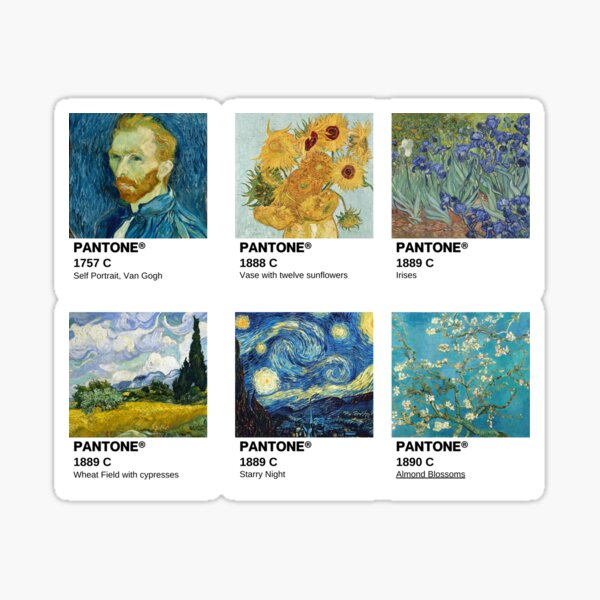 PANTONE®
1757 C
Self Portrait, Van Gogh
PANTONE®
1888 C
Vase with twelve sunflowers
PANTONE®
1889 C
Irises
PANTONE®
1889 C
Wheat Field with cypresses
PANTONE®
1889 C
Starry Night
PANTONE®
1890 C
Almond Blossoms